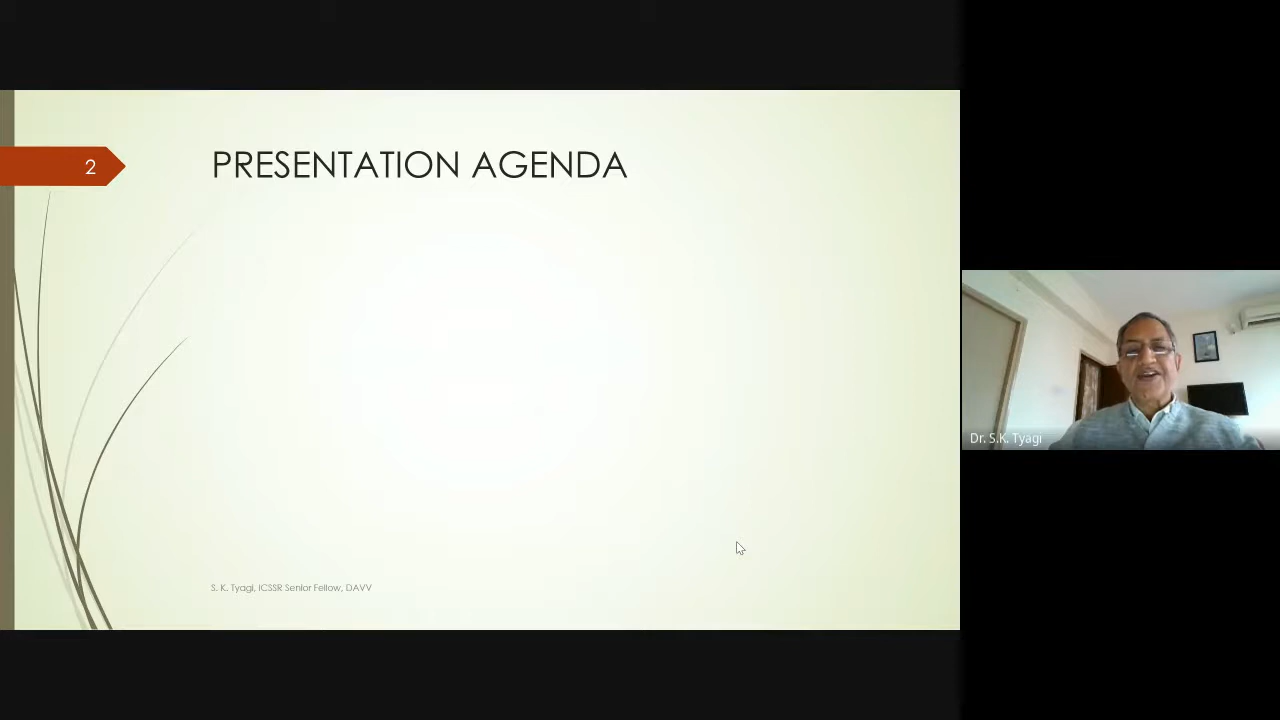 2
PRESENTATION AGENDA
S. K. Tyagi, ICSSR Senior Fellow, DAVV
Dr. S.K. Tyagi